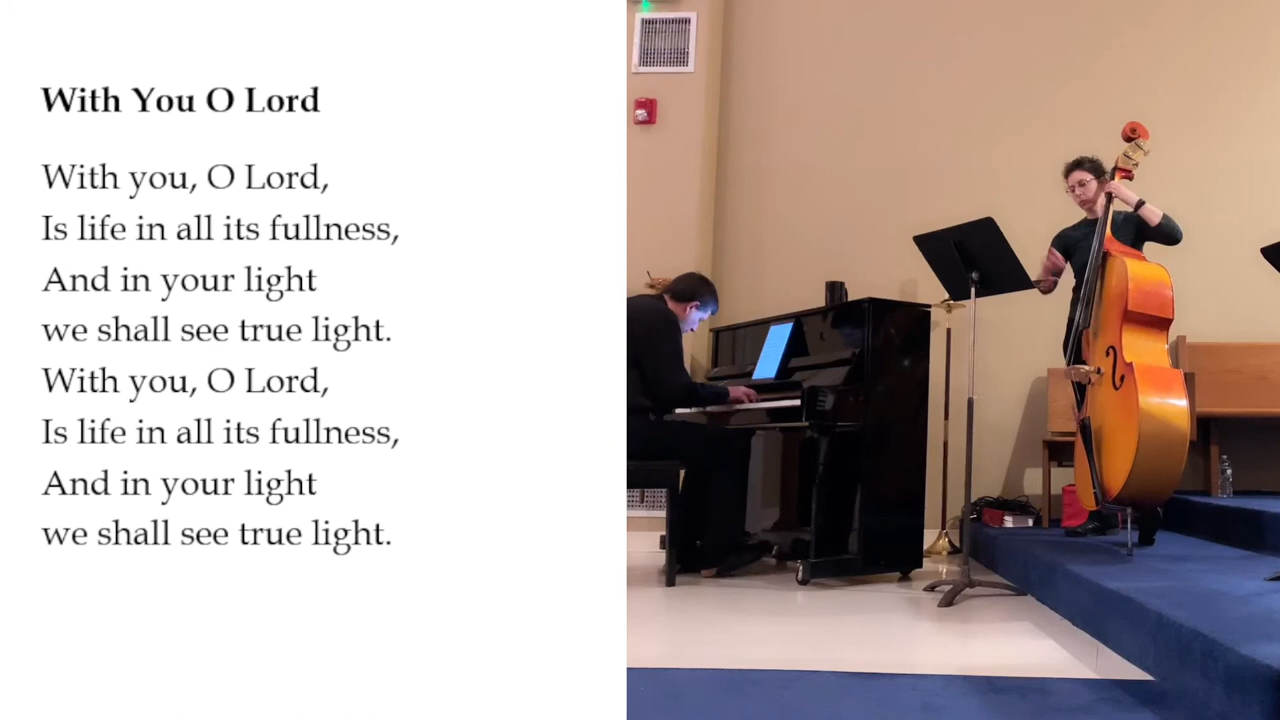 With You O Lord
With you, O Lord,
Is life in all its fullness,
And in your light
we shall see true light.
With you, O Lord,
Is life in all its fullness,
And in your light
we shall see true light.